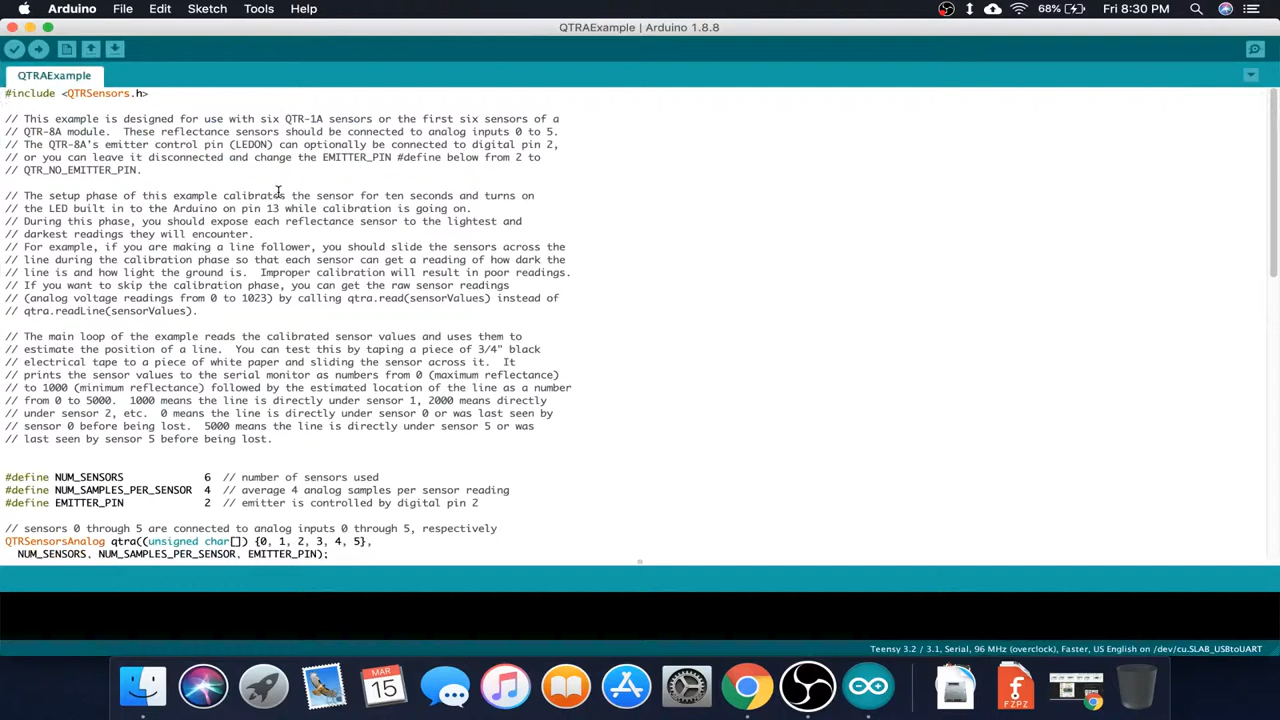 Arduino File Edit Sketch Tools Help 68% Fri 8:30 PM
QTRAExample | Arduino 1.8.8
QTRAExample
#include <QTRSensors.h>
// This example is designed for use with six QTR-1A sensors or the first six sensors of a
// QTR-8A module.  These reflectance sensors should be connected to analog inputs 0 to 5.
// The QTR-8A's emitter control pin (LEDON) can optionally be connected to digital pin 2,
// or you can leave it disconnected and change the EMITTER_PIN #define below from 2 to
// QTR_NO_EMITTER_PIN.
// The setup phase of this example calibrates the sensor for ten seconds and turns on
// the LED built in to the Arduino on pin 13 while calibration is going on.
// During this phase, you should expose each reflectance sensor to the lightest and
// darkest readings they will encounter.
// For example, if you are making a line follower, you should slide the sensors across the
// line during the calibration phase so that each sensor can get a reading of how dark the
// line is and how light the ground is.  Improper calibration will result in poor readings.
// If you want to skip the calibration phase, you can get the raw sensor readings
// (analog voltage readings from 0 to 1023) by calling qtra.read(sensorValues) instead of
// qtra.readLine(sensorValues).
// The main loop of the example reads the calibrated sensor values and uses them to
// estimate the position of a line.  You can test this by taping a piece of 3/4" black
// electrical tape to a piece of white paper and sliding the sensor across it.  It
// prints the sensor values to the serial monitor as numbers from 0 (maximum reflectance)
// to 1000 (minimum reflectance) followed by the estimated location of the line as a number
// from 0 to 5000.  1000 means the line is directly under sensor 1, 2000 means directly
// under sensor 2, etc.  0 means the line is directly under sensor 0 or was last seen by
// sensor 0 before being lost.  5000 means the line is directly under sensor 5 or was
// last seen by sensor 5 before being lost.
#define NUM_SENSORS             6  // number of sensors used
#define NUM_SAMPLES_PER_SENSOR  4  // average 4 analog samples per sensor reading
#define EMITTER_PIN             2  // emitter is controlled by digital pin 2
// sensors 0 through 5 are connected to analog inputs 0 through 5, respectively
QTRSensorsAnalog qtra((unsigned char[]) {0, 1, 2, 3, 4, 5},
  NUM_SENSORS, NUM_SAMPLES_PER_SENSOR, EMITTER_PIN);
Teensy 3.2 / 3.1, Serial, 96 MHz (overclock), Faster, US English on /dev/cu.SLAB_USBtoUART
MAR
15
FZPZ